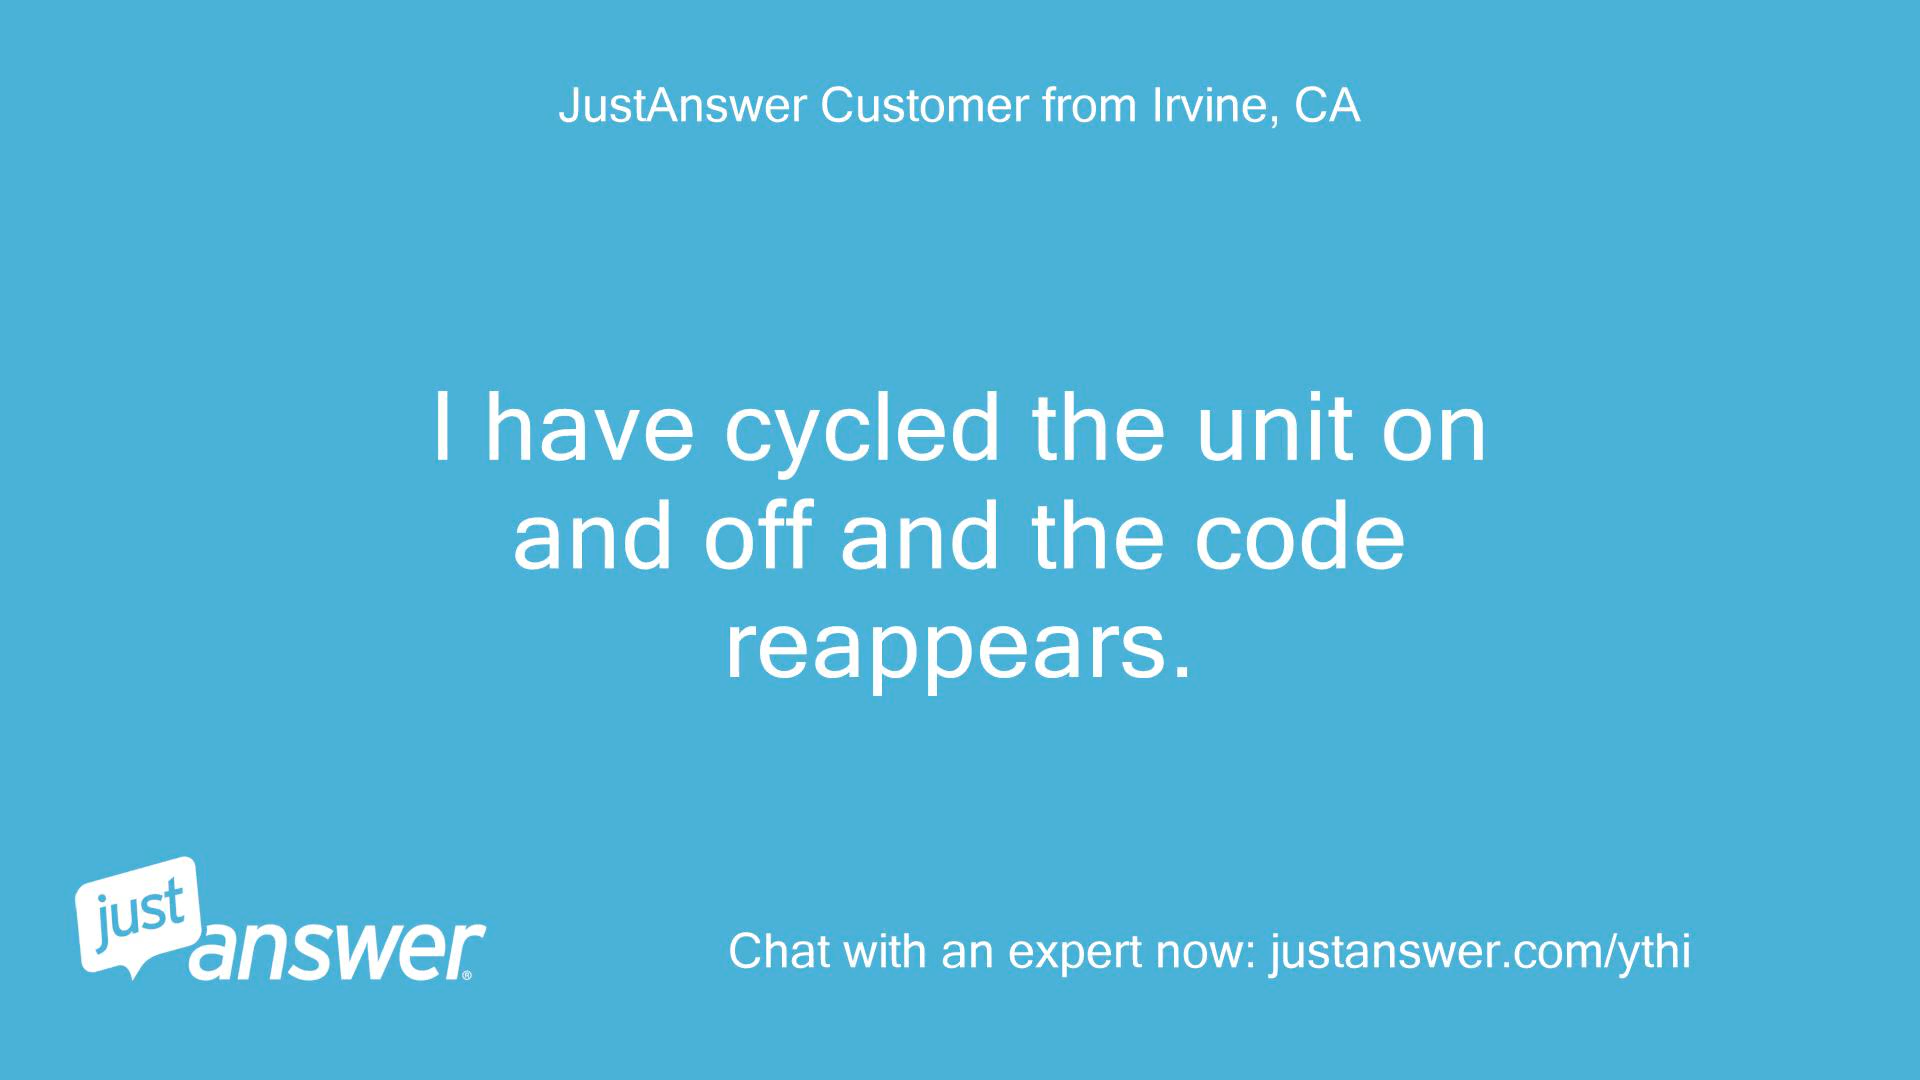 JustAnswer Customer from Irvine, CA
I have cycled the unit on
and off and the code
reappears.
just
answer®
Chat with an expert now: justanswer.com/ythi